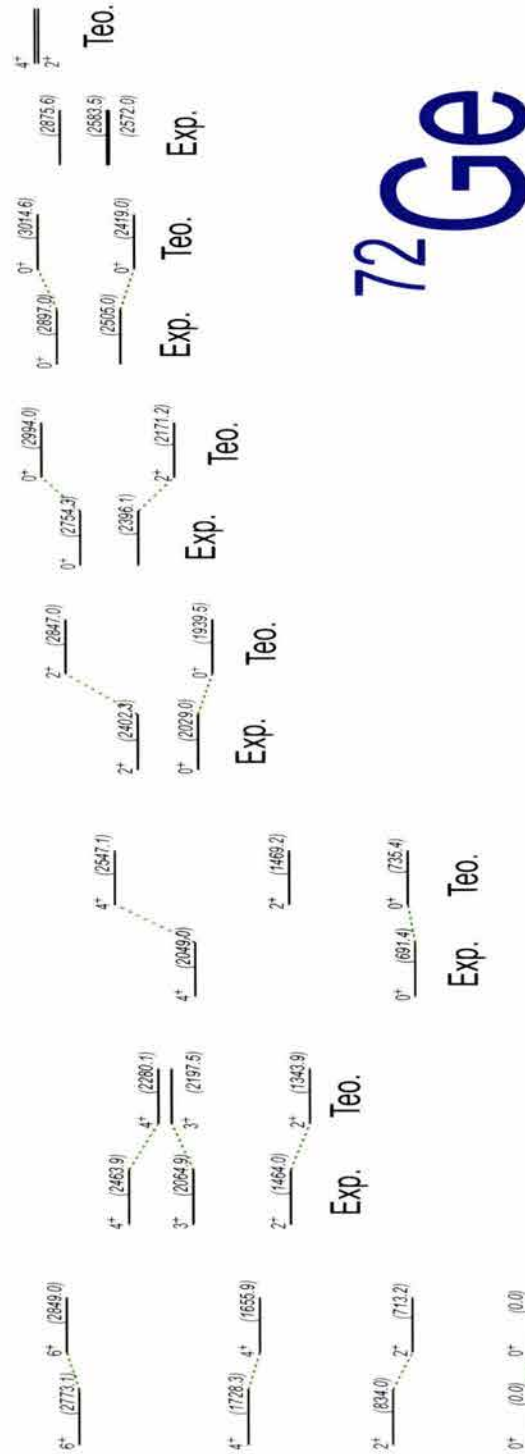 6⁺ (2773.1) 6⁺ (2849.0)
4⁺ (1728.3) 4⁺ (1655.9)
2⁺ (834.0) 2⁺ (713.2)
0⁺ (0.0) 0⁺ (0.0)
4⁺ (2463.9) 4⁺ (2280.1)
3⁺ (2064.9) 3⁺ (2197.5)
2⁺ (1464.0) 2⁺ (1343.9)
Exp. Teo.
4⁺ (2049.0) 4⁺ (2547.1)
2⁺ (1469.2)
0⁺ (691.4) 0⁺ (735.4)
Exp. Teo.
2⁺ (2402.3) 2⁺ (2847.0)
0⁺ (2029.0) 0⁺ (1939.5)
Exp. Teo.
0⁺ (2754.3) 0⁺ (2994.0)
(2396.1) 2⁺ (2171.2)
Exp. Teo.
0⁺ (2897.0) 0⁺ (3014.6)
(2505.0) 0⁺ (2419.0)
Exp. Teo.
(2875.6) 4⁺
2⁺
(2583.5)
(2572.0)
Exp. Teo.
⁷²Ge